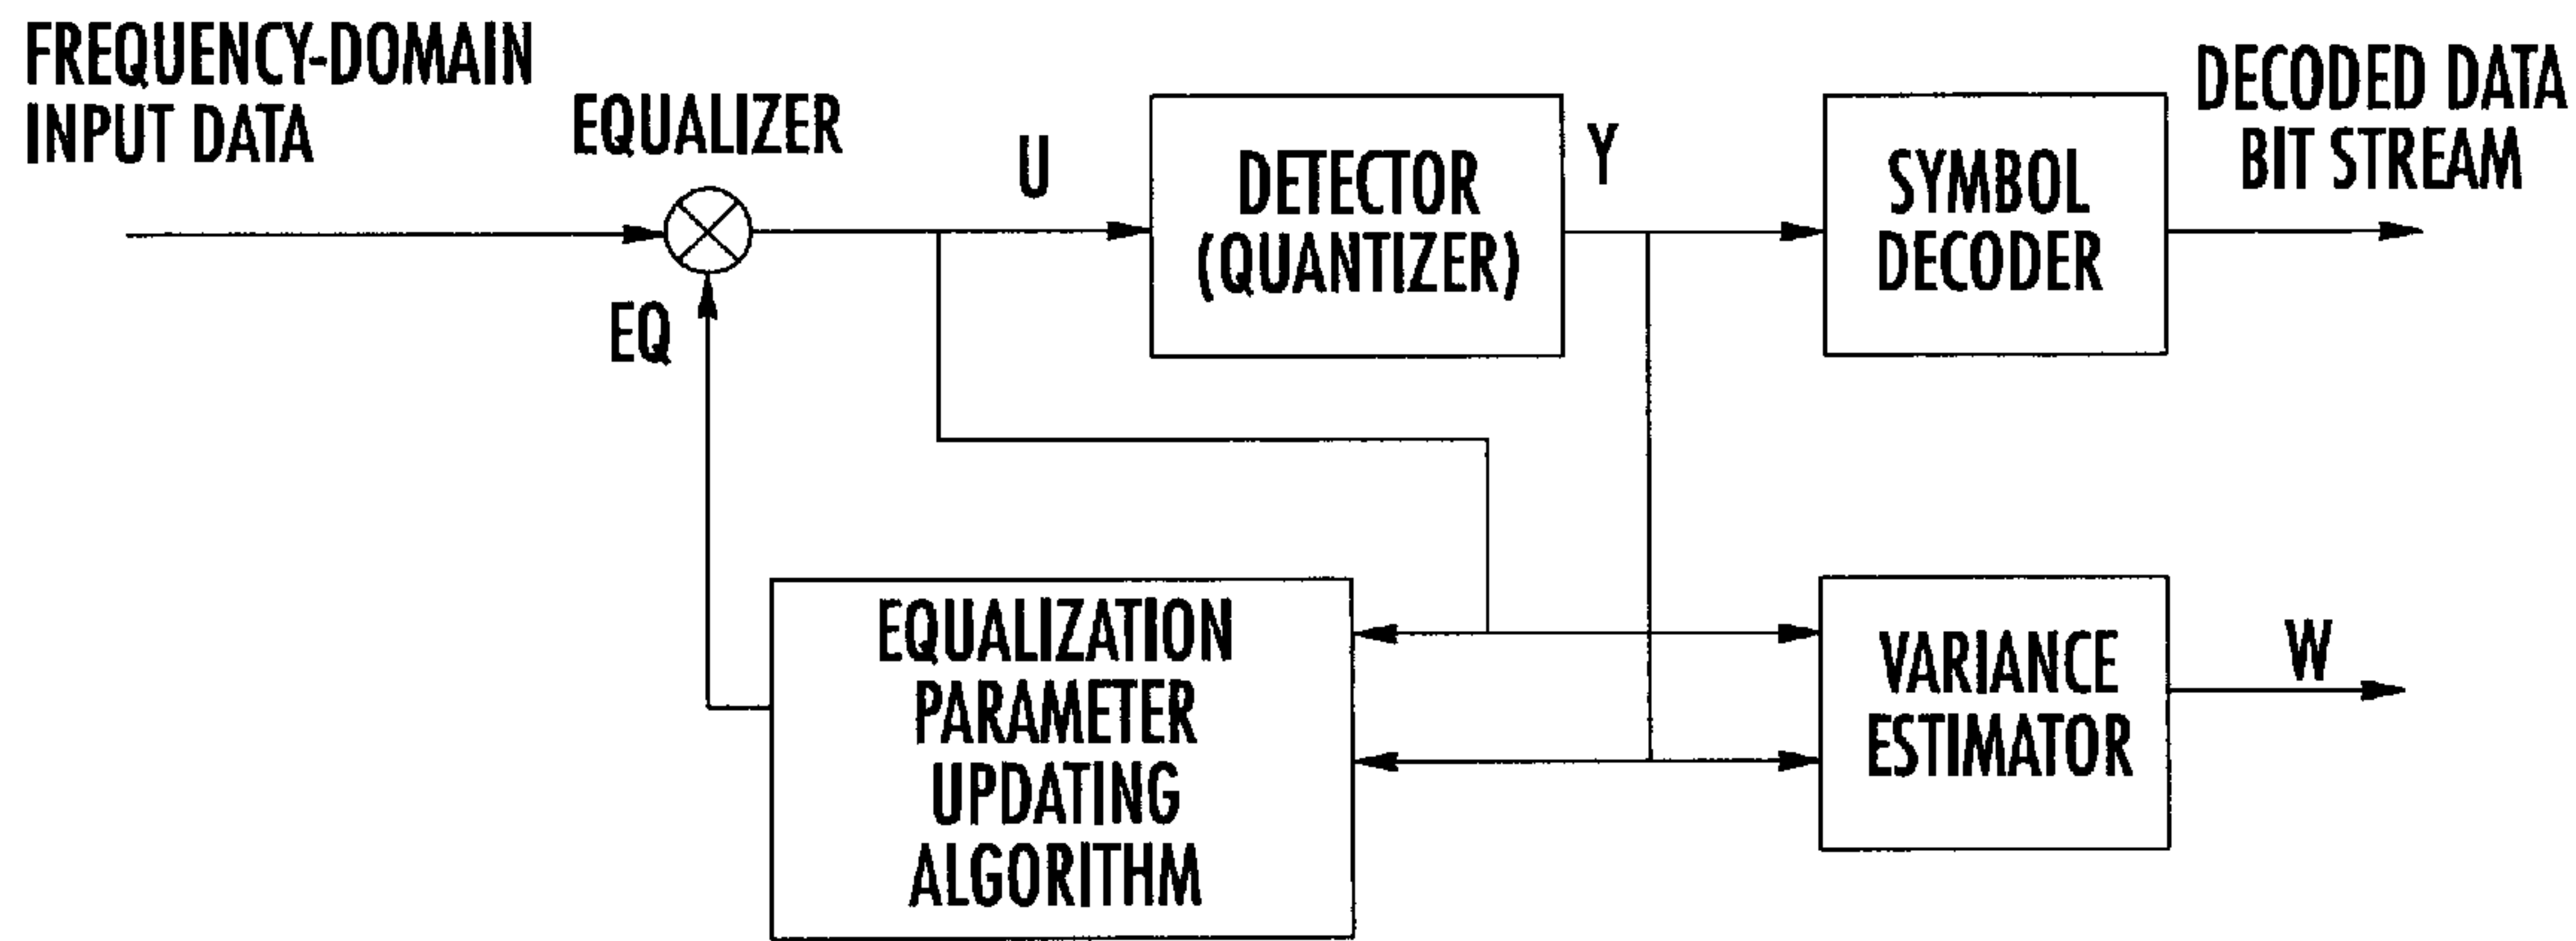 FREQUENCY-DOMAIN
INPUT DATA
EQUALIZER
EQ
U
DETECTOR
(QUANTIZER)
Y
SYMBOL
DECODER
DECODED DATA
BIT STREAM
EQUALIZATION
PARAMETER
UPDATING
ALGORITHM
VARIANCE
ESTIMATOR
W